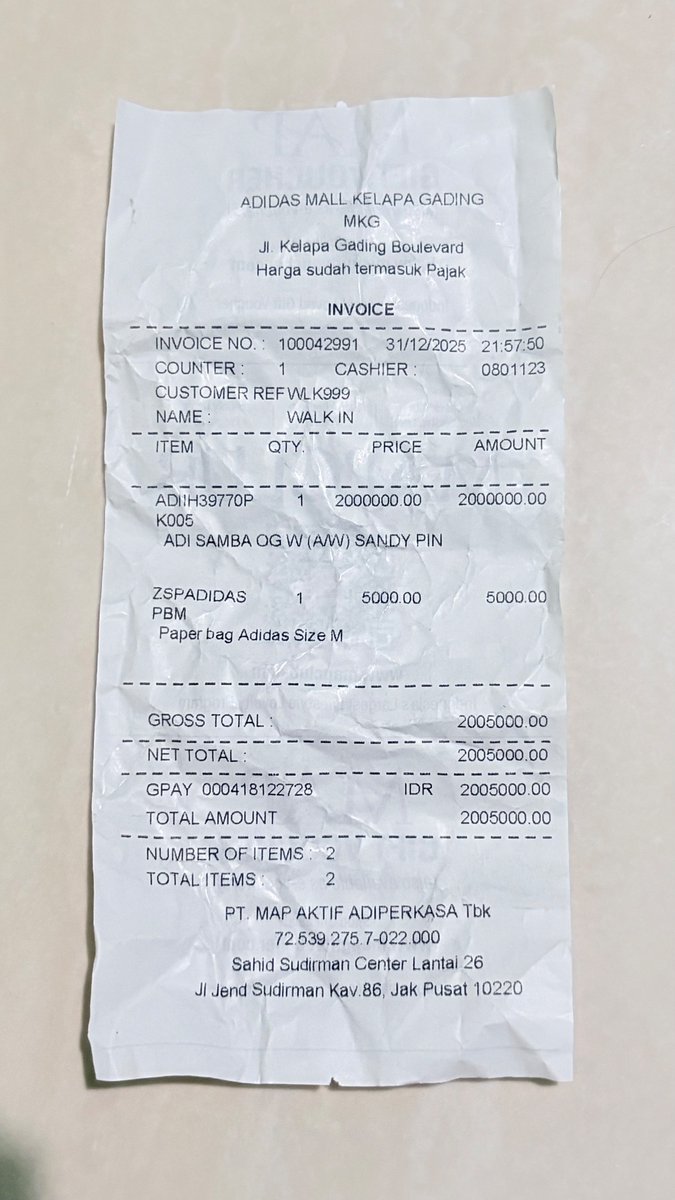 ADIDAS MALL KELAPA GADING
MKG
Jl. Kelapa Gading Boulevard
Harga sudah termasuk Pajak
INVOICE
INVOICE NO. : 100042991 31/12/2025 21:57:50
COUNTER : 1 CASHIER : 0801123
CUSTOMER REF WLK999
NAME : WALK IN
ITEM QTY. PRICE AMOUNT
ADIIH39770P 1 2000000.00 2000000.00
K005
ADI SAMBA OG W (A/W) SANDY PIN
ZSPADIDAS 1 5000.00 5000.00
PBM
Paper bag Adidas Size M
GROSS TOTAL : 2005000.00
NET TOTAL : 2005000.00
GPAY 000418122728 IDR 2005000.00
TOTAL AMOUNT 2005000.00
NUMBER OF ITEMS : 2
TOTAL ITEMS : 2
PT. MAP AKTIF ADIPERKASA Tbk
72.539.275.7-022.000
Sahid Sudirman Center Lantai 26
Jl Jend Sudirman Kav.86, Jak Pusat 10220